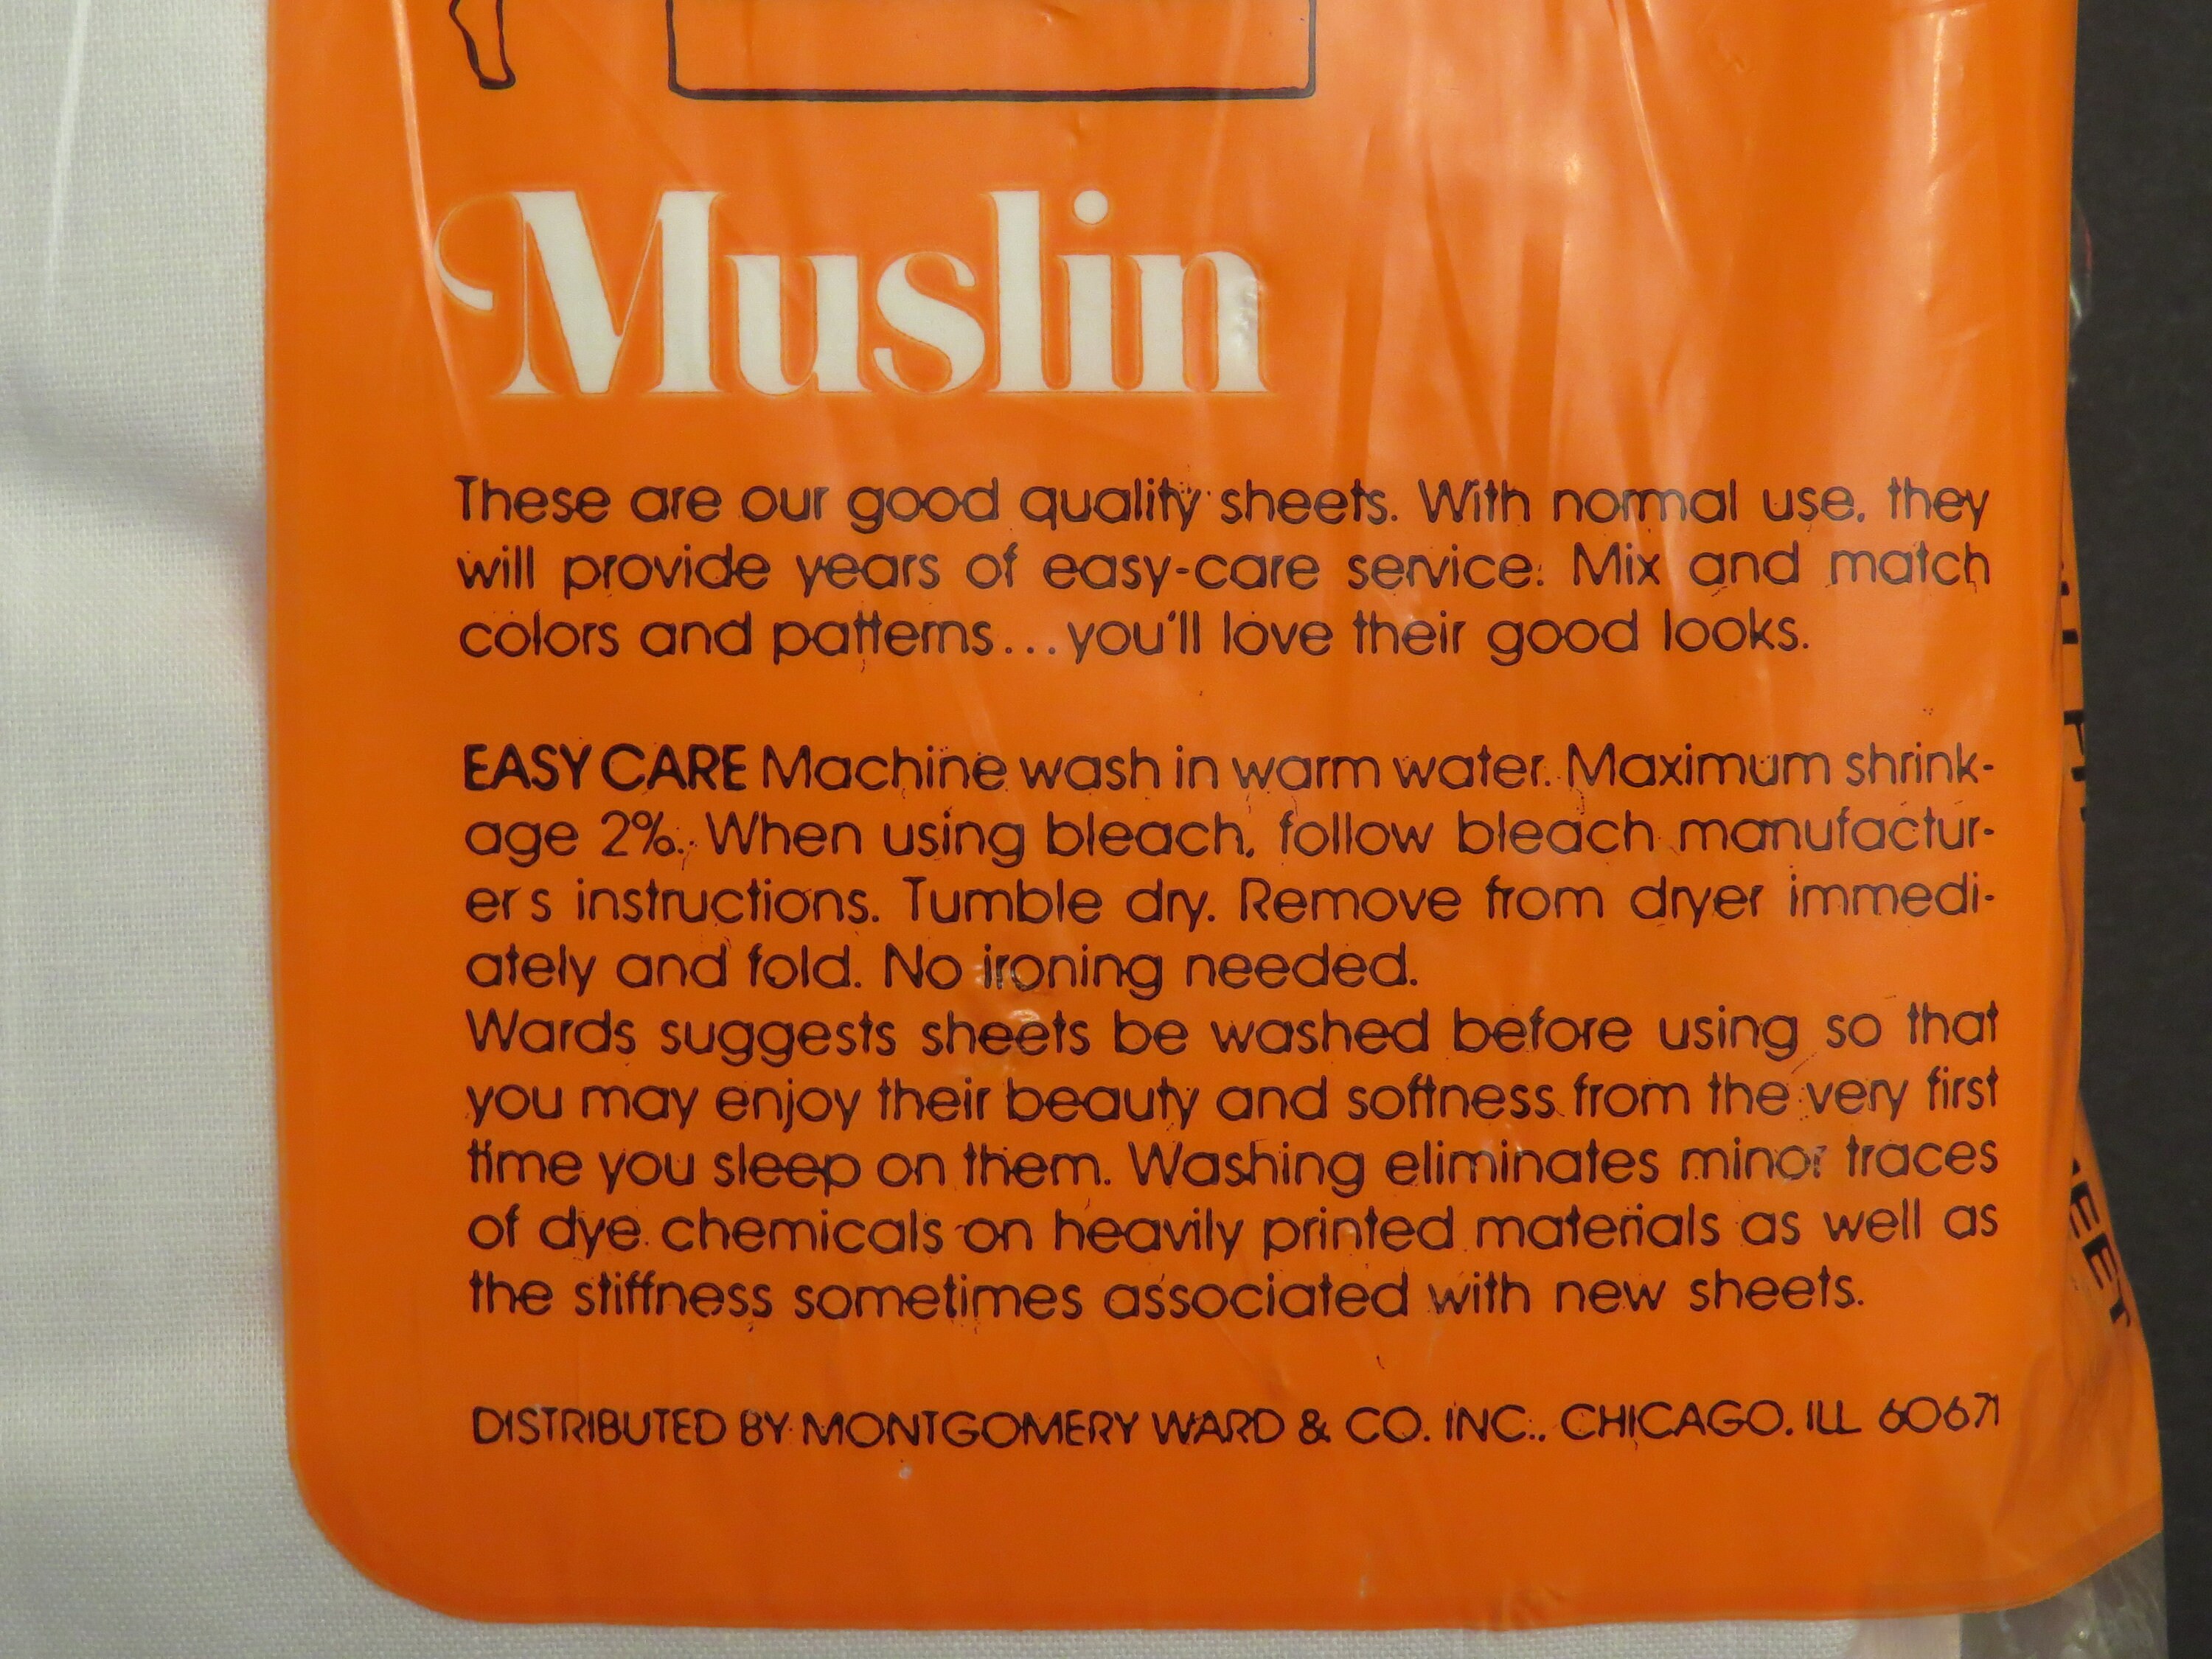 Muslin
These are our good quality sheets. With normal use, they
will provide years of easy-care service. Mix and match
colors and patterns...you'll love their good looks.
EASY CARE Machine wash in warm water. Maximum shrink-
age 2%. When using bleach, follow bleach manufactur-
er s instructions. Tumble dry. Remove from dryer immedi-
ately and fold. No ironing needed.
Wards suggests sheets be washed before using so that
you may enjoy their beauty and softness from the very first
time you sleep on them. Washing eliminates minor traces
of dye chemicals on heavily printed materials as well as
the stiffness sometimes associated with new sheets.
DISTRIBUTED BY MONTGOMERY WARD & CO. INC., CHICAGO, ILL 60671